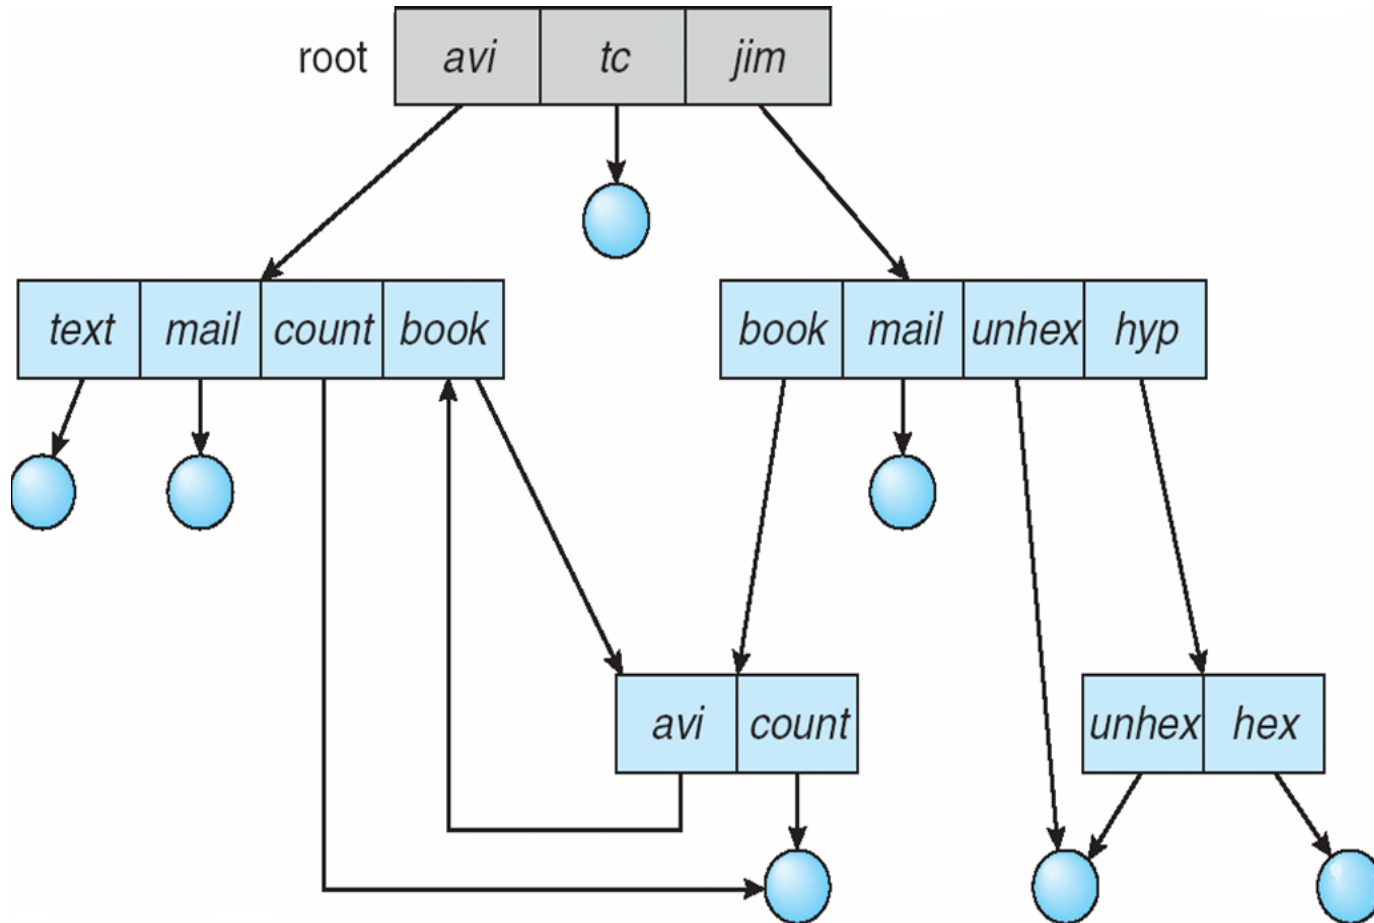 root avi tc jim
text mail count book
book mail unhex hyp
avi count
unhex hex